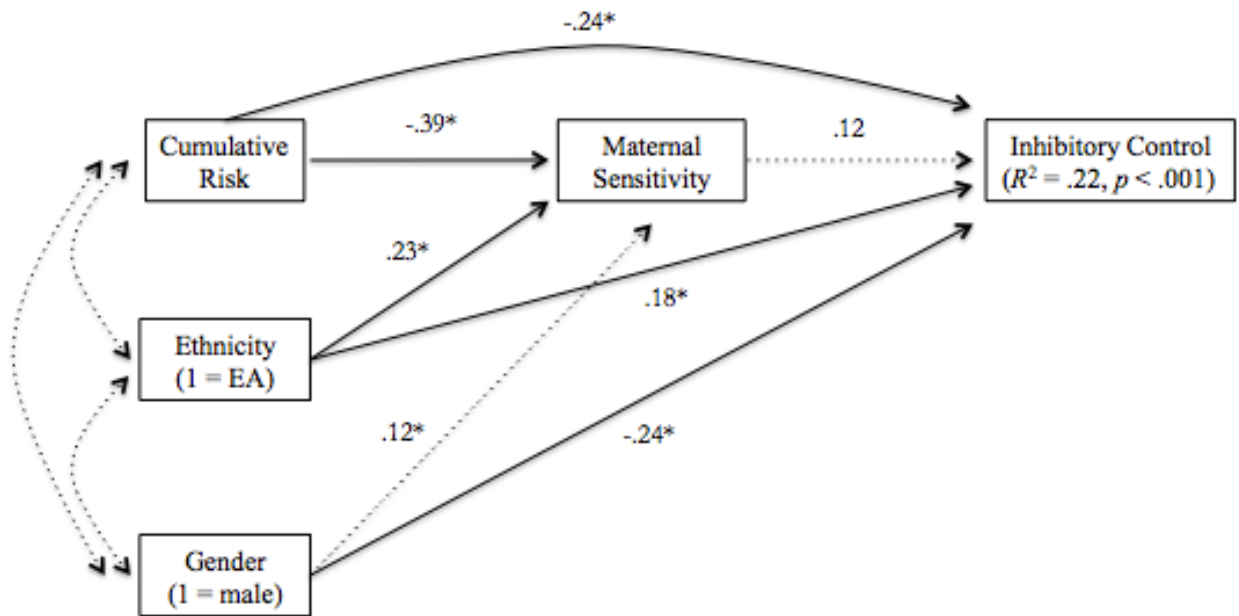 -.24*
Cumulative
Risk
-.39*
Maternal
Sensitivity
.12
Inhibitory Control
(R² = .22, p < .001)
.23*
.18*
Ethnicity
(1 = EA)
.12*
-.24*
Gender
(1 = male)